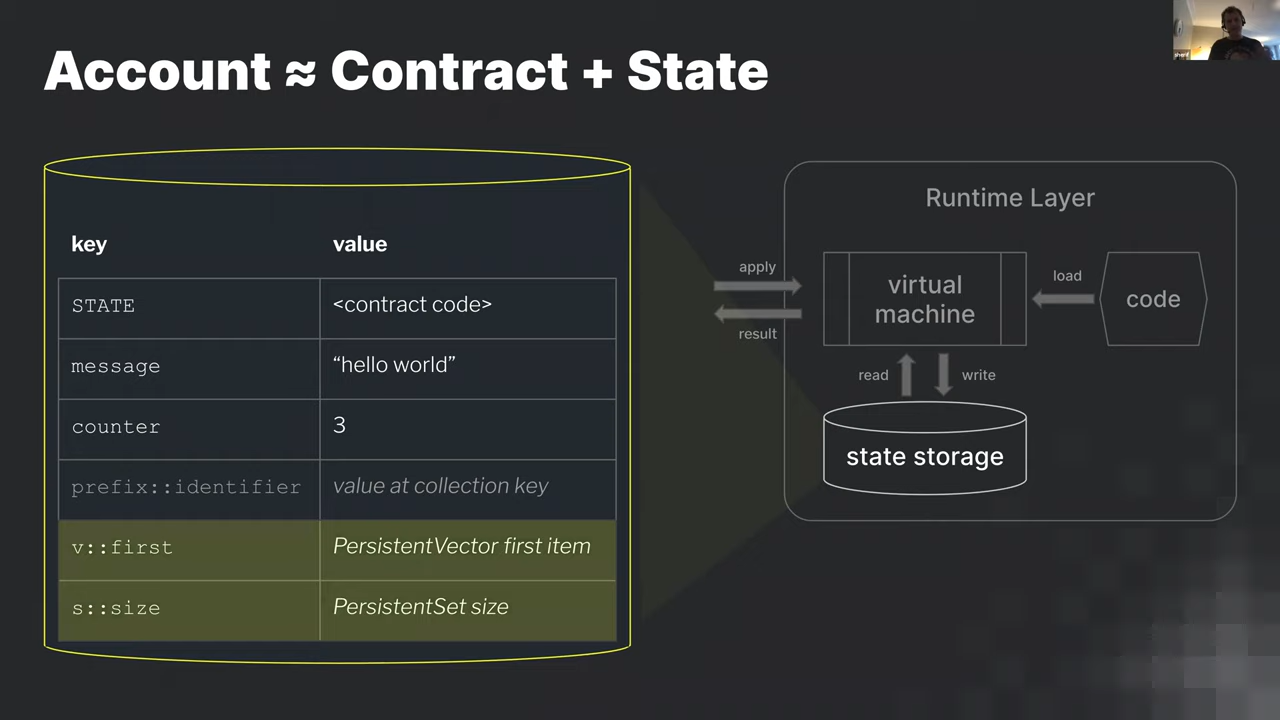 Account ≈ Contract + State
key value
STATE <contract code>
message “hello world”
counter 3
prefix::identifier value at collection key
v::first PersistentVector first item
s::size PersistentSet size
Runtime Layer
apply
result
virtual
machine
load
code
read
write
state storage